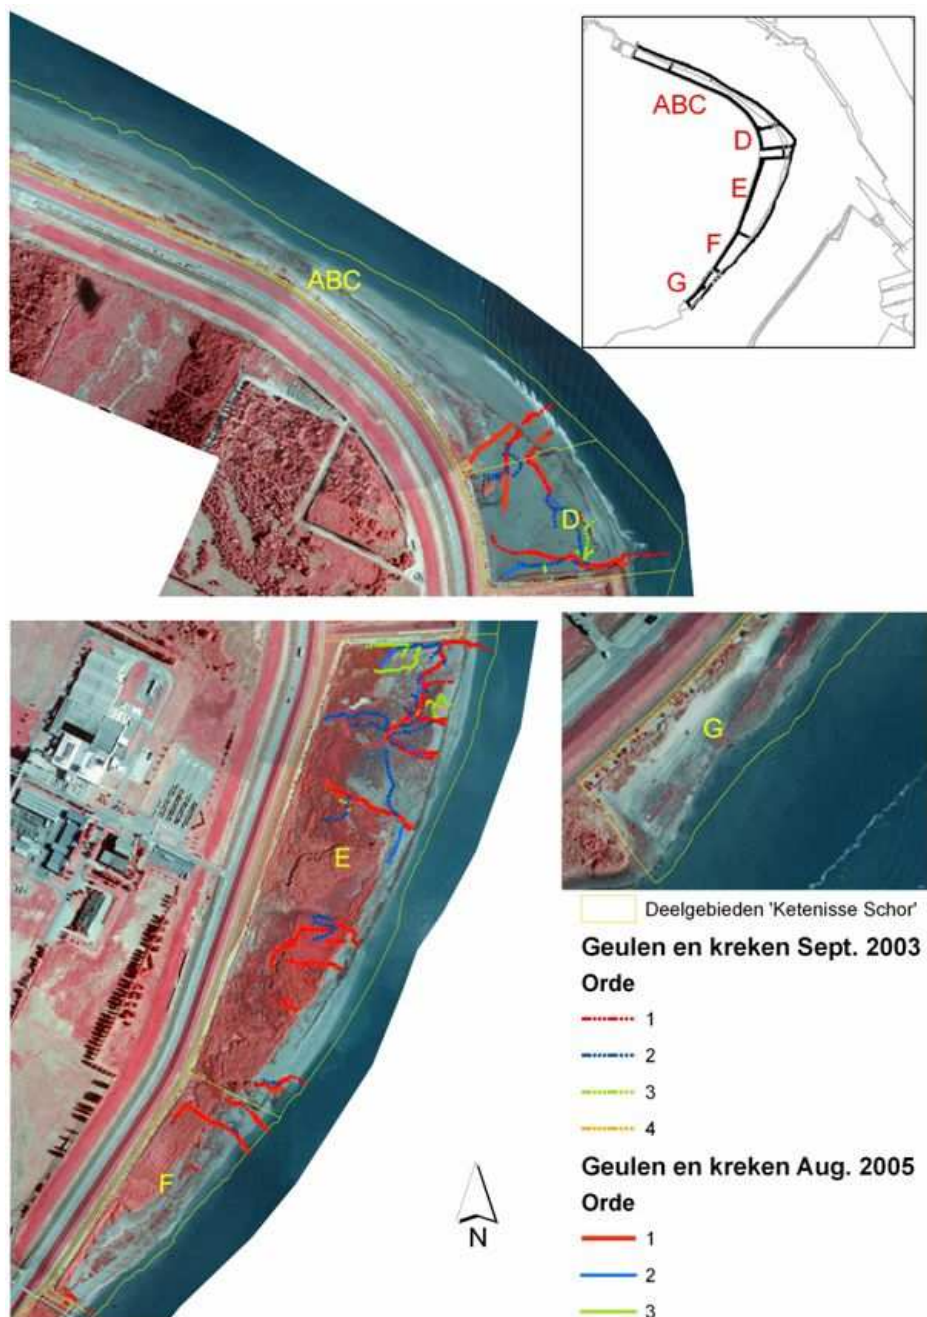 ABC
D
E
F
G
ABC
D
E
G
F
N
Deelgebieden 'Ketenisse Schor'
Geulen en kreken Sept. 2003
Orde
1
2
3
4
Geulen en kreken Aug. 2005
Orde
1
2
3